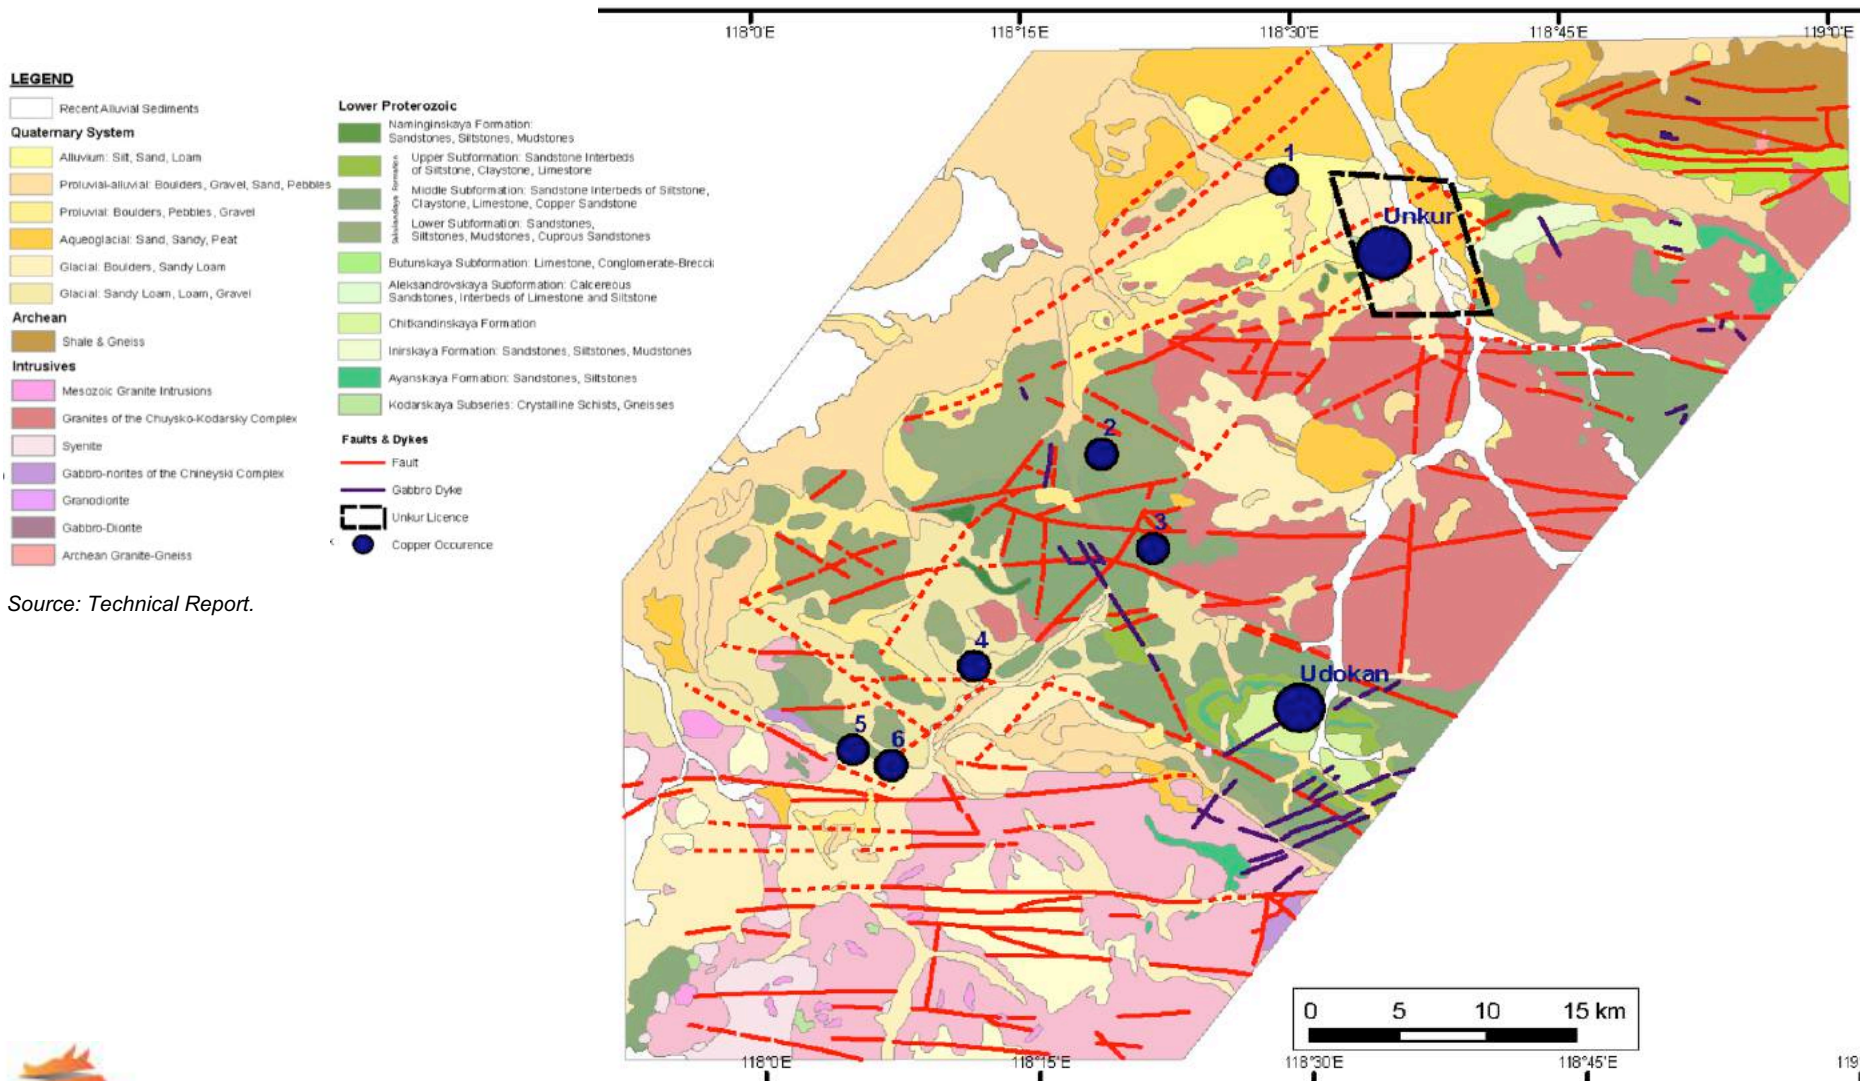 118°0'E 118°15'E 118°30'E 118°45'E 119°0'E
LEGEND
Recent Alluvial Sediments
Quaternary System
Alluvium: Silt, Sand, Loam
Proluvial-alluvial: Boulders, Gravel, Sand, Pebbles
Proluvial: Boulders, Pebbles, Gravel
Aqueoglacial: Sand, Sandy, Peat
Glacial: Boulders, Sandy Loam
Glacial: Sandy Loam, Loam, Gravel
Archean
Shale & Gneiss
Intrusives
Mesozoic Granite Intrusions
Granites of the Chuysko-Kodarsky Complex
Syenite
Gabbro-norites of the Chineyski Complex
Granodiorite
Gabbro-Diorite
Archean Granite-Gneiss
Lower Proterozoic
Naminginskaya Formation:
Sandstones, Siltstones, Mudstones
Upper Subformation: Sandstone Interbeds
of Siltstone, Claystone, Limestone
Middle Subformation: Sandstone Interbeds of Siltstone,
Claystone, Limestone, Copper Sandstone
Lower Subformation: Sandstones,
Siltstones, Mudstones, Cuprous Sandstones
Butunskaya Subformation: Limestone, Conglomerate-Brecci
Aleksandrovskaya Subformation: Calcereous
Sandstones, Interbeds of Limestone and Siltstone
Chitkandinskaya Formation
Inirskaya Formation: Sandstones, Siltstones, Mudstones
Ayanskaya Formation: Sandstones, Siltstones
Kodarskaya Subseries: Crystalline Schists, Gneisses
Faults & Dykes
Fault
Gabbro Dyke
Unkur Licence
Copper Occurence
Source: Technical Report.
1
Unkur
2
3
4
Udokan
5
6
0 5 10 15 km
118°0'E 118°15'E 118°30'E 118°45'E 119